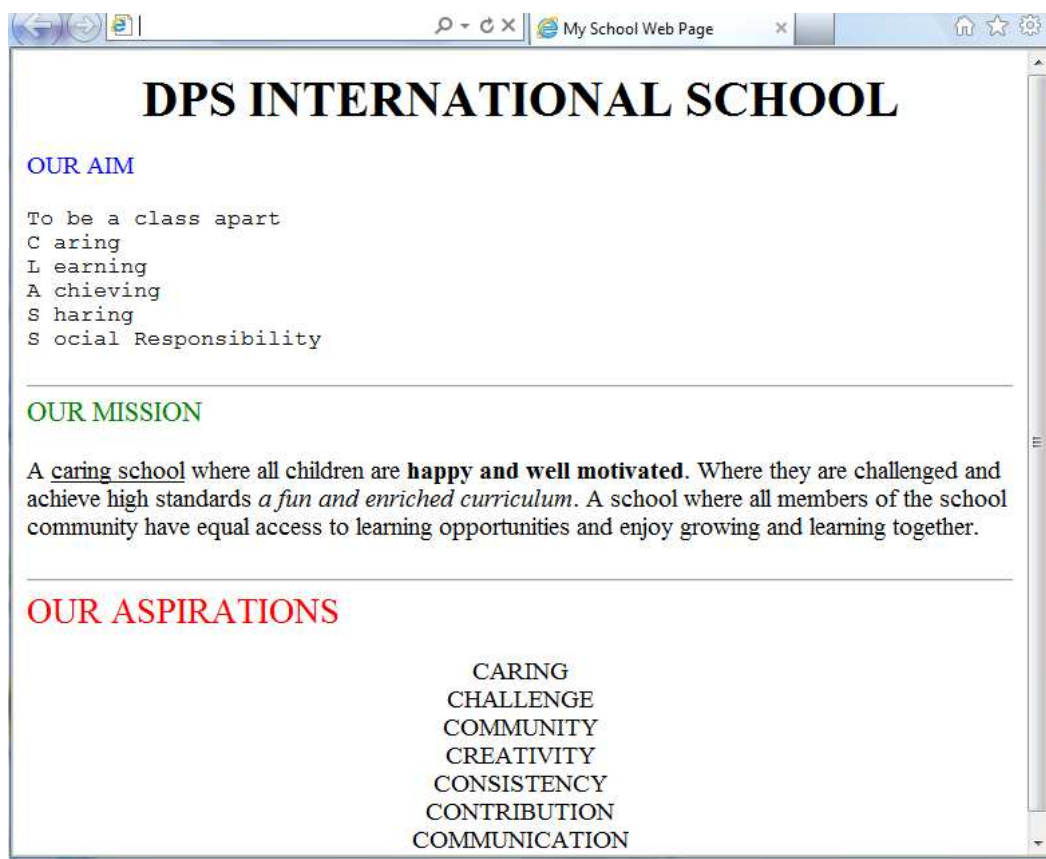 My School Web Page
DPS INTERNATIONAL SCHOOL
OUR AIM
To be a class apart
C aring
L earning
A chieving
S haring
S ocial Responsibility
OUR MISSION
A caring school where all children are happy and well motivated. Where they are challenged and
achieve high standards a fun and enriched curriculum. A school where all members of the school
community have equal access to learning opportunities and enjoy growing and learning together.
OUR ASPIRATIONS
CARING
CHALLENGE
COMMUNITY
CREATIVITY
CONSISTENCY
CONTRIBUTION
COMMUNICATION